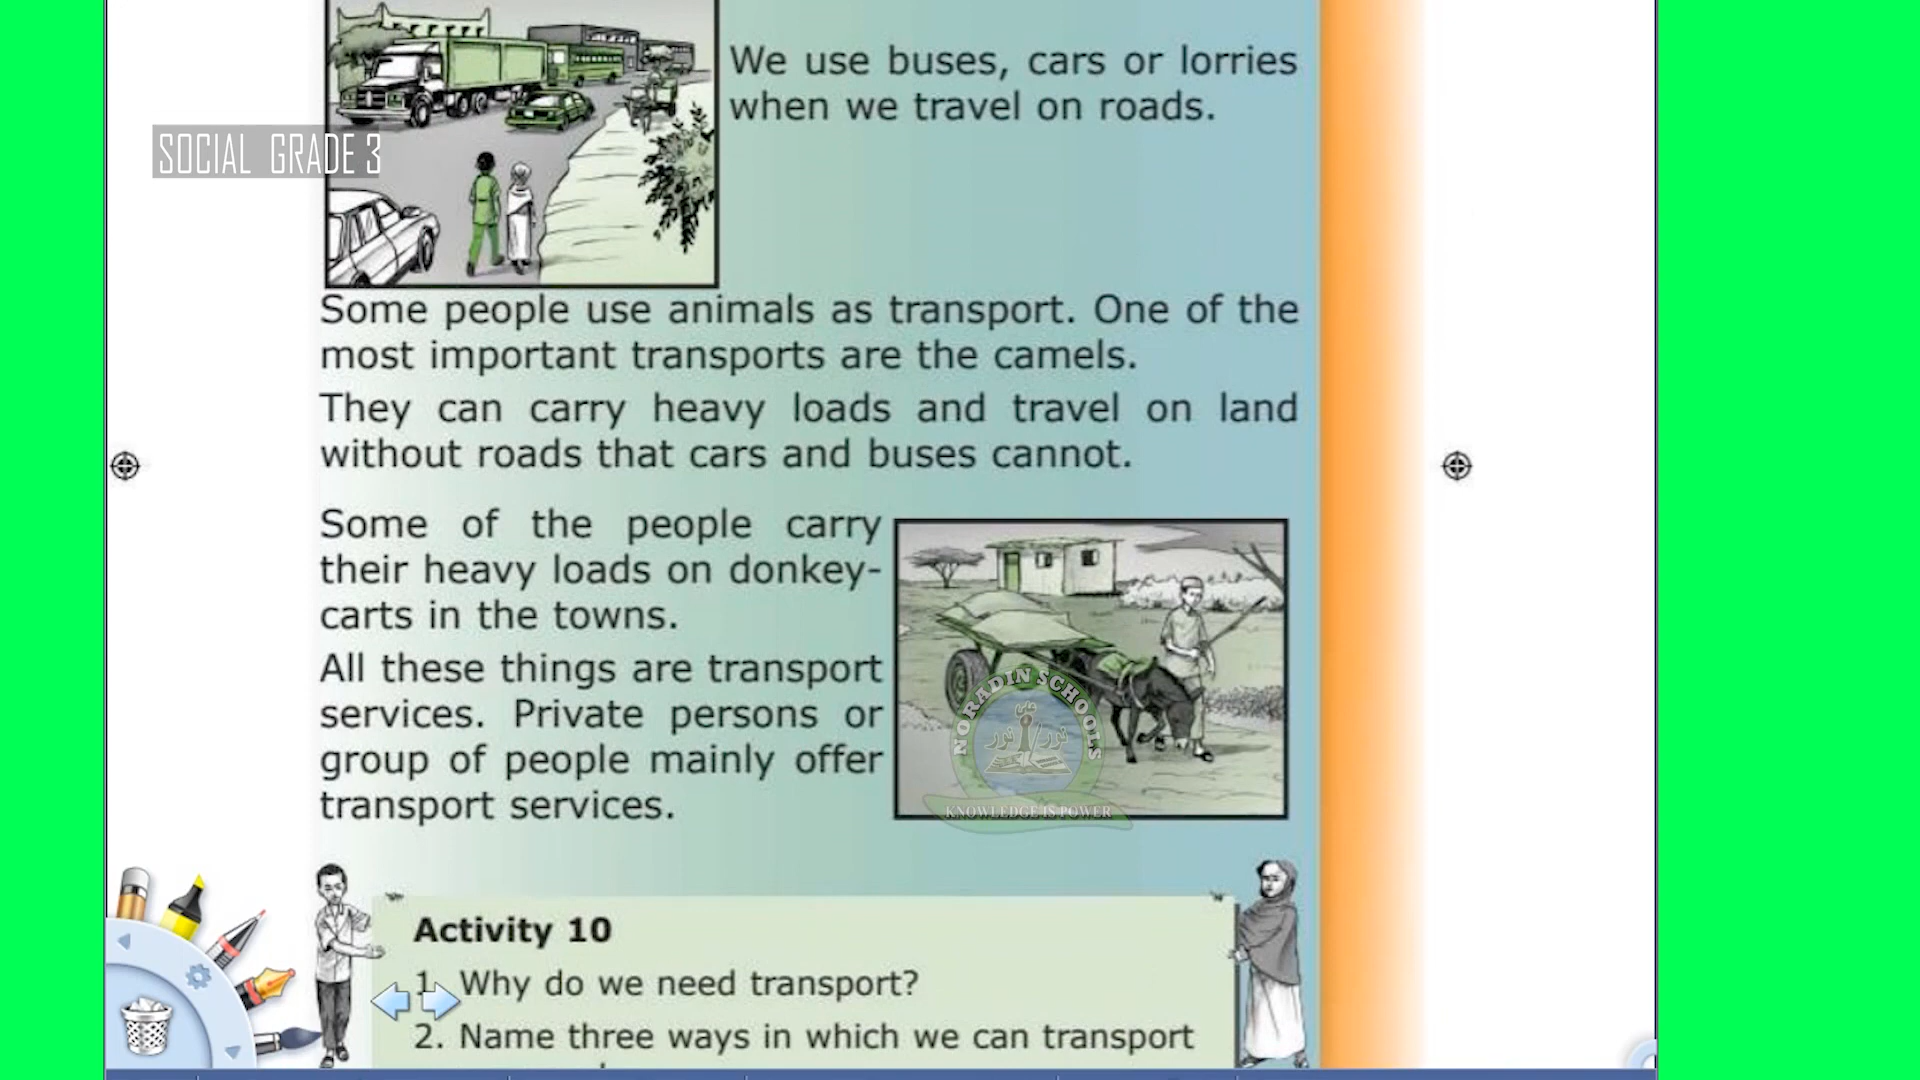 We use buses, cars or lorries
when we travel on roads.
SOCIAL GRADE 3
Some people use animals as transport. One of the
most important transports are the camels.
They can carry heavy loads and travel on land
without roads that cars and buses cannot.
Some of the people carry
their heavy loads on donkey-
carts in the towns.
All these things are transport
services. Private persons or
group of people mainly offer
transport services.
NORADIN SCHOOLS
نور على نور
KNOWLEDGE IS POWER
Activity 10
1. Why do we need transport?
2. Name three ways in which we can transport